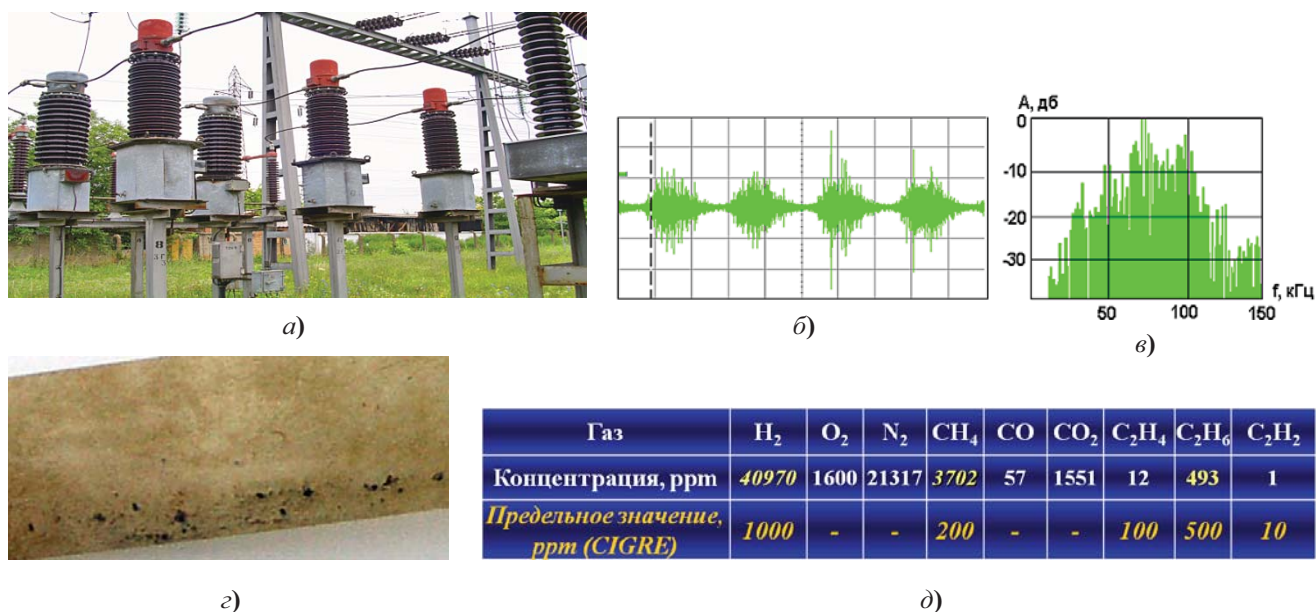 а)
А, дб
0
-10
-20
-30
50 100 150
f, кГц
б)
в)
г)
Газ H₂ O₂ N₂ CH₄ CO CO₂ C₂H₄ C₂H₆ C₂H₂
Концентрация, ppm 40970 1600 21317 3702 57 1551 12 493 1
Предельное значение, ppm (CIGRE) 1000 - - 200 - - 100 500 10
д)